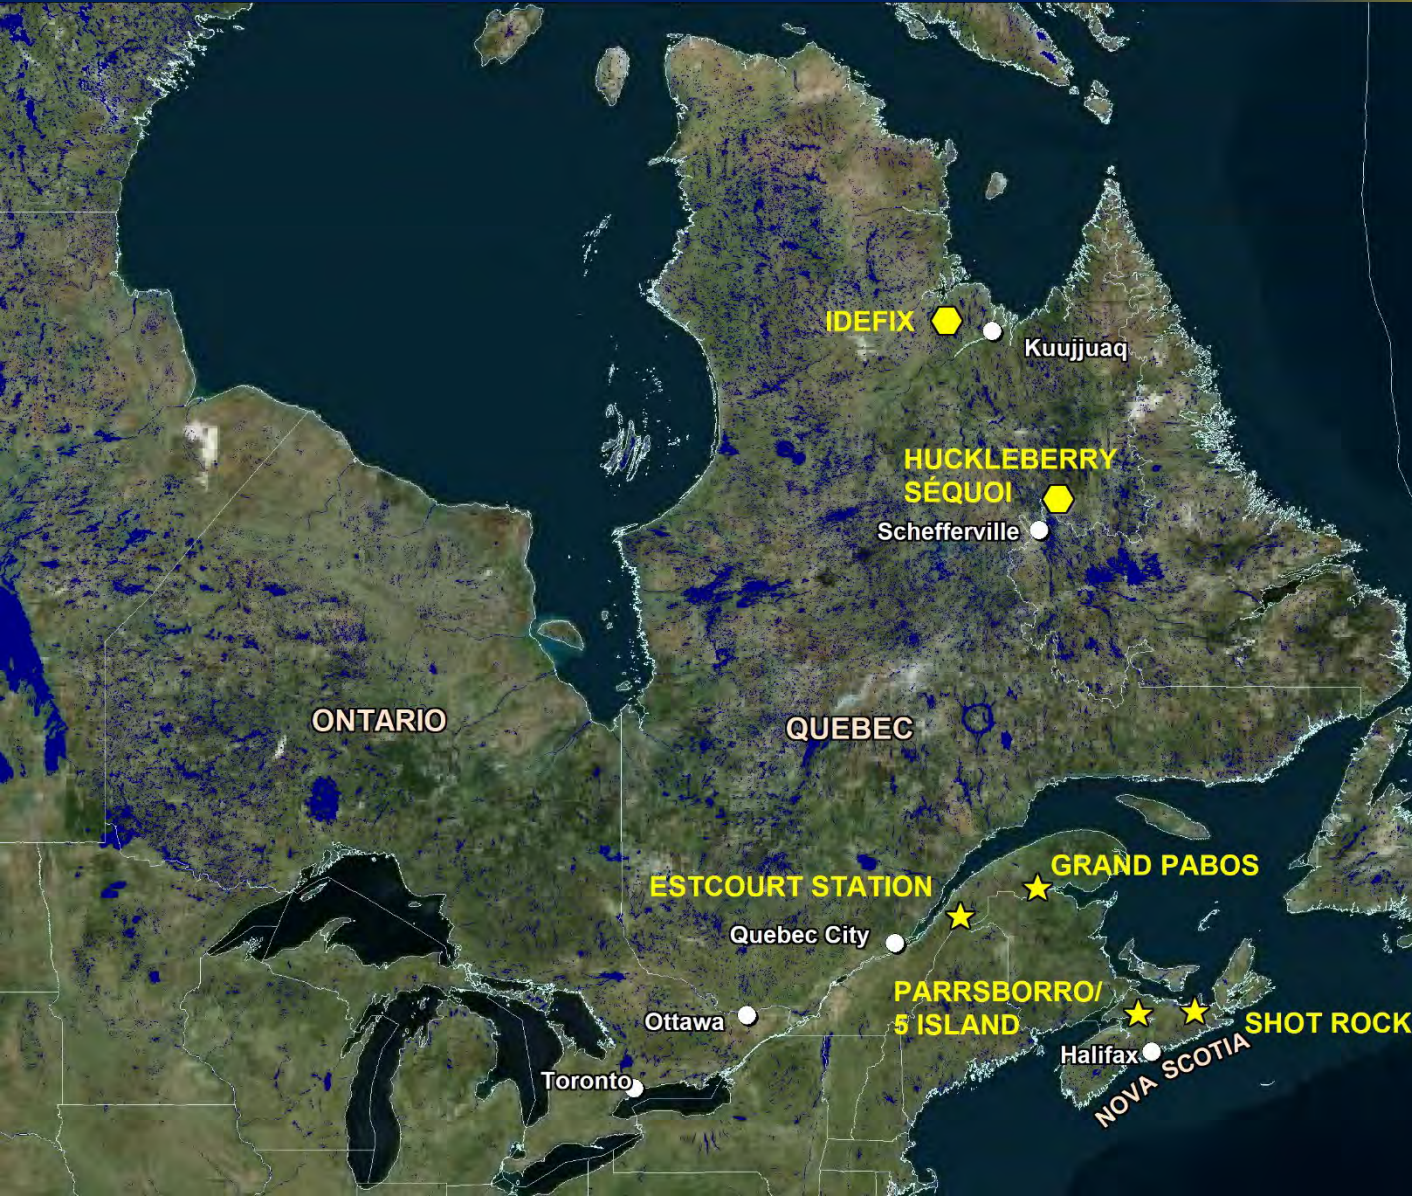 IDEFIX
Kuujjuaq
HUCKLEBERRY
SÉQUOI
Schefferville
ONTARIO
QUEBEC
GRAND PABOS
ESTCOURT STATION
Quebec City
PARRSBORRO/
5 ISLAND
Ottawa
SHOT ROCK
Halifax
NOVA SCOTIA
Toronto